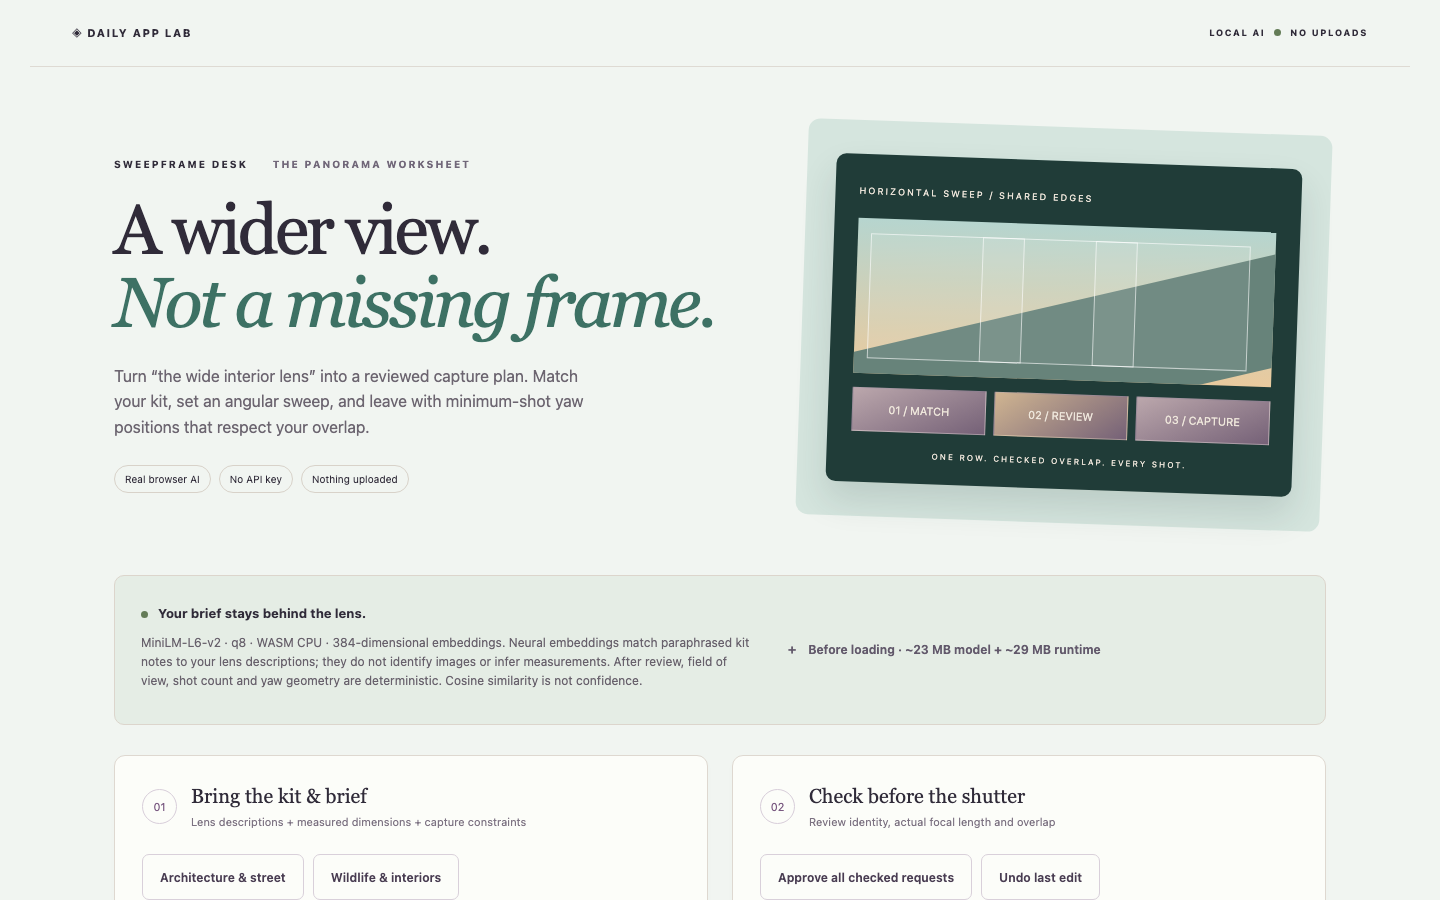 ◈ DAILY APP LAB
LOCAL AI ● NO UPLOADS
SWEEPFRAME DESK THE PANORAMA WORKSHEET
A wider view.
Not a missing frame.
Turn “the wide interior lens” into a reviewed capture plan. Match
your kit, set an angular sweep, and leave with minimum-shot yaw
positions that respect your overlap.
Real browser AI
No API key
Nothing uploaded
HORIZONTAL SWEEP / SHARED EDGES
01 / MATCH
02 / REVIEW
03 / CAPTURE
ONE ROW. CHECKED OVERLAP. EVERY SHOT.
Your brief stays behind the lens.
MiniLM-L6-v2 · q8 · WASM CPU · 384-dimensional embeddings. Neural embeddings match paraphrased kit
notes to your lens descriptions; they do not identify images or infer measurements. After review, field of
view, shot count and yaw geometry are deterministic. Cosine similarity is not confidence.
+ Before loading · ~23 MB model + ~29 MB runtime
01
Bring the kit & brief
Lens descriptions + measured dimensions + capture constraints
Architecture & street
Wildlife & interiors
02
Check before the shutter
Review identity, actual focal length and overlap
Approve all checked requests
Undo last edit